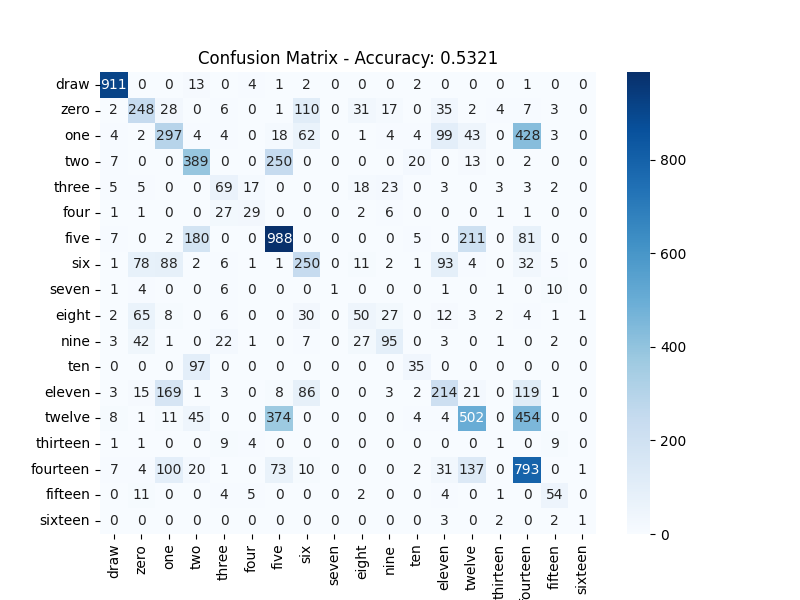 Confusion Matrix - Accuracy: 0.5321
draw 911 0 0 13 0 4 1 2 0 0 0 2 0 0 0 1 0 0
zero 2 248 28 0 6 0 1 110 0 31 17 0 35 2 4 7 3 0
one 4 2 297 4 4 0 18 62 0 1 4 4 99 43 0 428 3 0
two 7 0 0 389 0 0 250 0 0 0 0 20 0 13 0 2 0 0
three 5 5 0 0 69 17 0 0 0 18 23 0 3 0 3 3 2 0
four 1 1 0 0 27 29 0 0 0 2 6 0 0 0 1 1 0 0
five 7 0 2 180 0 0 988 0 0 0 0 5 0 211 0 81 0 0
six 1 78 88 2 6 1 1 250 0 11 2 1 93 4 0 32 5 0
seven 1 4 0 0 6 0 0 0 1 0 0 0 1 0 1 0 10 0
eight 2 65 8 0 6 0 0 30 0 50 27 0 12 3 2 4 1 1
nine 3 42 1 0 22 1 0 7 0 27 95 0 3 0 1 0 2 0
ten 0 0 0 97 0 0 0 0 0 0 0 35 0 0 0 0 0 0
eleven 3 15 169 1 3 0 8 86 0 0 3 2 214 21 0 119 1 0
twelve 8 1 11 45 0 0 374 0 0 0 0 4 4 502 0 454 0 0
thirteen 1 1 0 0 9 4 0 0 0 0 0 0 0 0 1 0 9 0
fourteen 7 4 100 20 1 0 73 10 0 0 0 2 31 137 0 793 0 1
fifteen 0 11 0 0 4 5 0 0 0 2 0 0 4 0 1 0 54 0
sixteen 0 0 0 0 0 0 0 0 0 0 0 0 3 0 2 0 2 1
draw zero one two three four five six seven eight nine ten eleven twelve thirteen ourteen fifteen sixteen
800
600
400
200
0